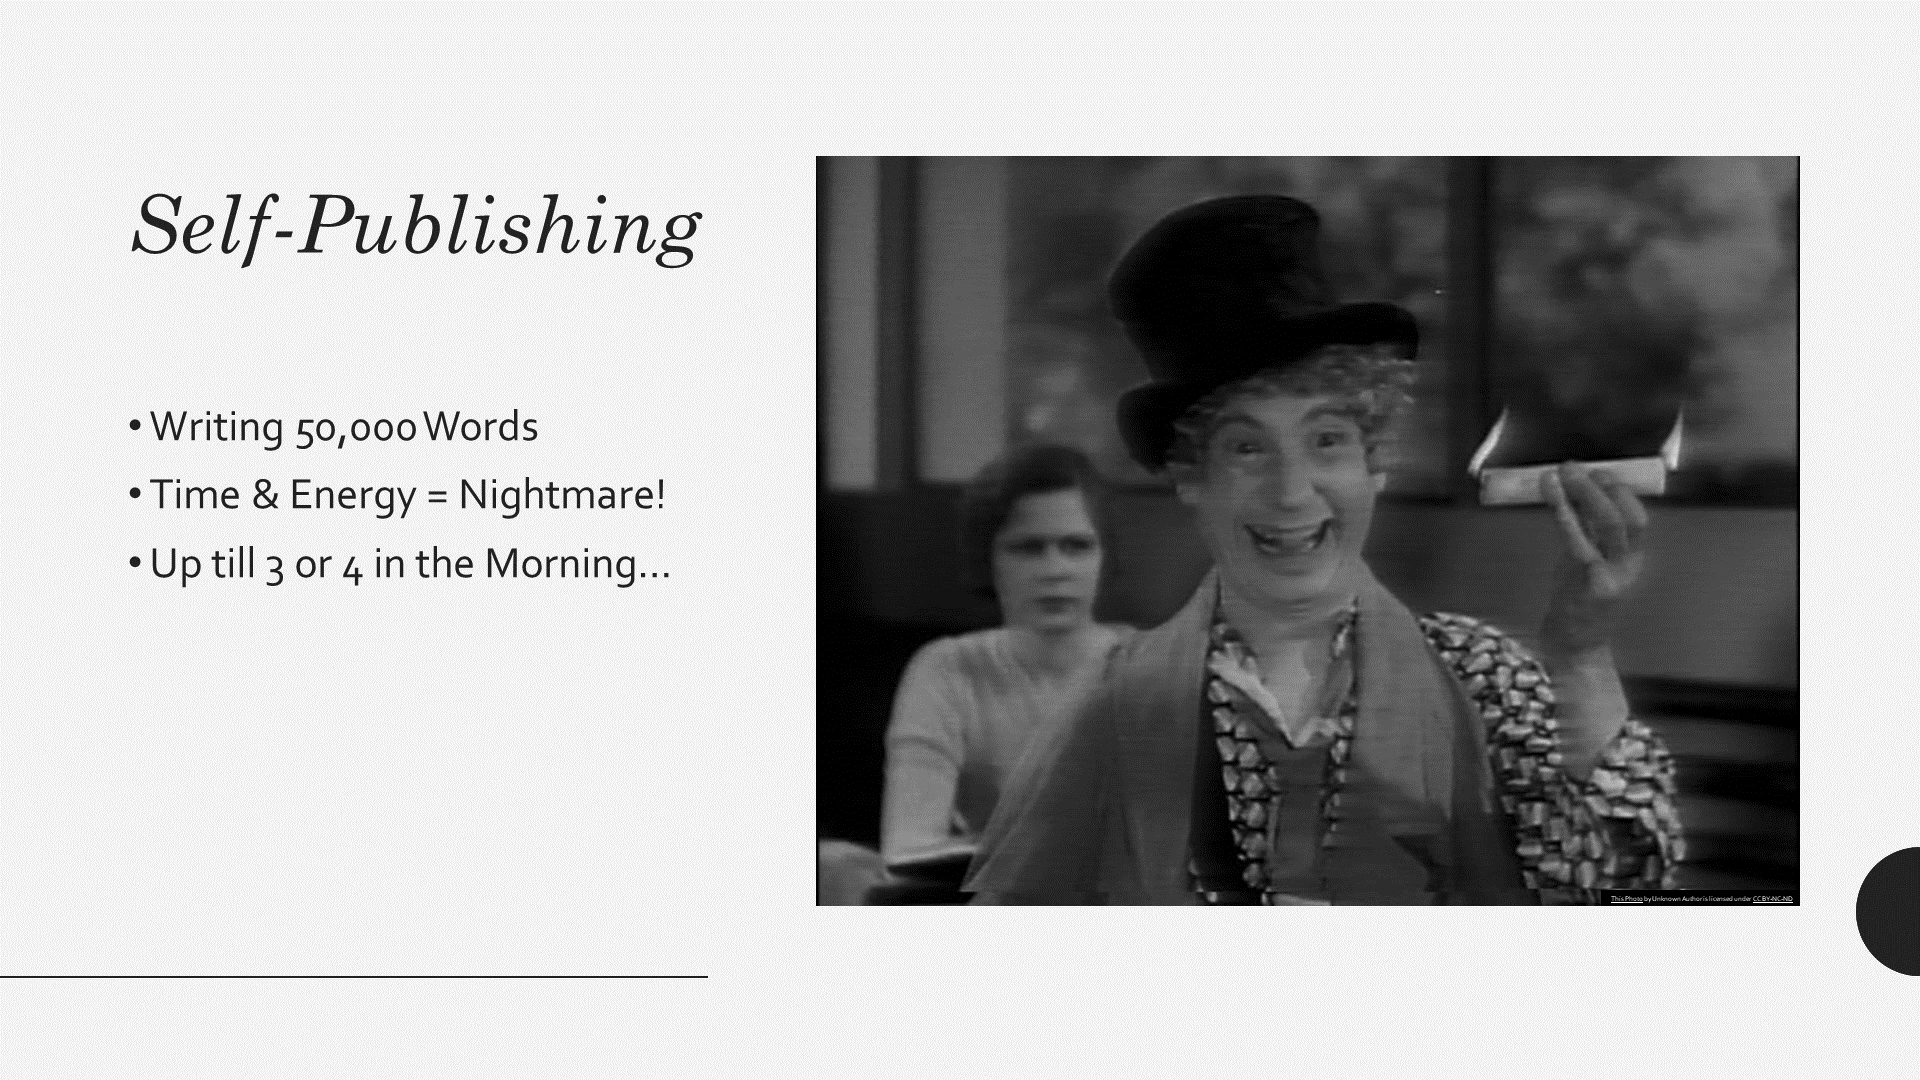 Self-Publishing
• Writing 50,000 Words
• Time & Energy = Nightmare!
• Up till 3 or 4 in the Morning…
This Photo by Unknown Author is licensed under CC BY-NC-ND